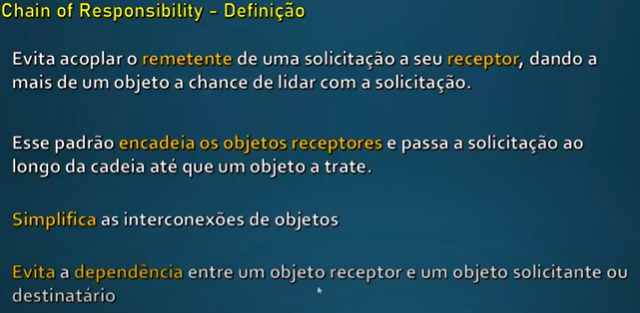 Chain of Responsibility - Definição
Evita acoplar o remetente de uma solicitação a seu receptor, dando a
mais de um objeto a chance de lidar com a solicitação.
Esse padrão encadeia os objetos receptores e passa a solicitação ao
longo da cadeia até que um objeto a trate.
Simplifica as interconexões de objetos
Evita a dependência entre um objeto receptor e um objeto solicitante ou
destinatário